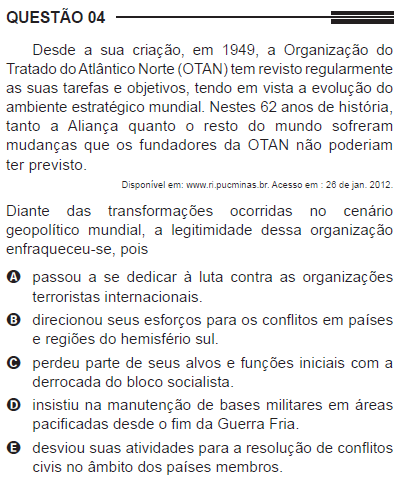 QUESTÃO 04
Desde a sua criação, em 1949, a Organização do
Tratado do Atlântico Norte (OTAN) tem revisto regularmente
as suas tarefas e objetivos, tendo em vista a evolução do
ambiente estratégico mundial. Nestes 62 anos de história,
tanto a Aliança quanto o resto do mundo sofreram
mudanças que os fundadores da OTAN não poderiam
ter previsto.
Disponível em: www.ri.pucminas.br. Acesso em : 26 de jan. 2012.
Diante das transformações ocorridas no cenário
geopolítico mundial, a legitimidade dessa organização
enfraqueceu-se, pois
A passou a se dedicar à luta contra as organizações
terroristas internacionais.
B direcionou seus esforços para os conflitos em países
e regiões do hemisfério sul.
C perdeu parte de seus alvos e funções iniciais com a
derrocada do bloco socialista.
D insistiu na manutenção de bases militares em áreas
pacificadas desde o fim da Guerra Fria.
E desviou suas atividades para a resolução de conflitos
civis no âmbito dos países membros.